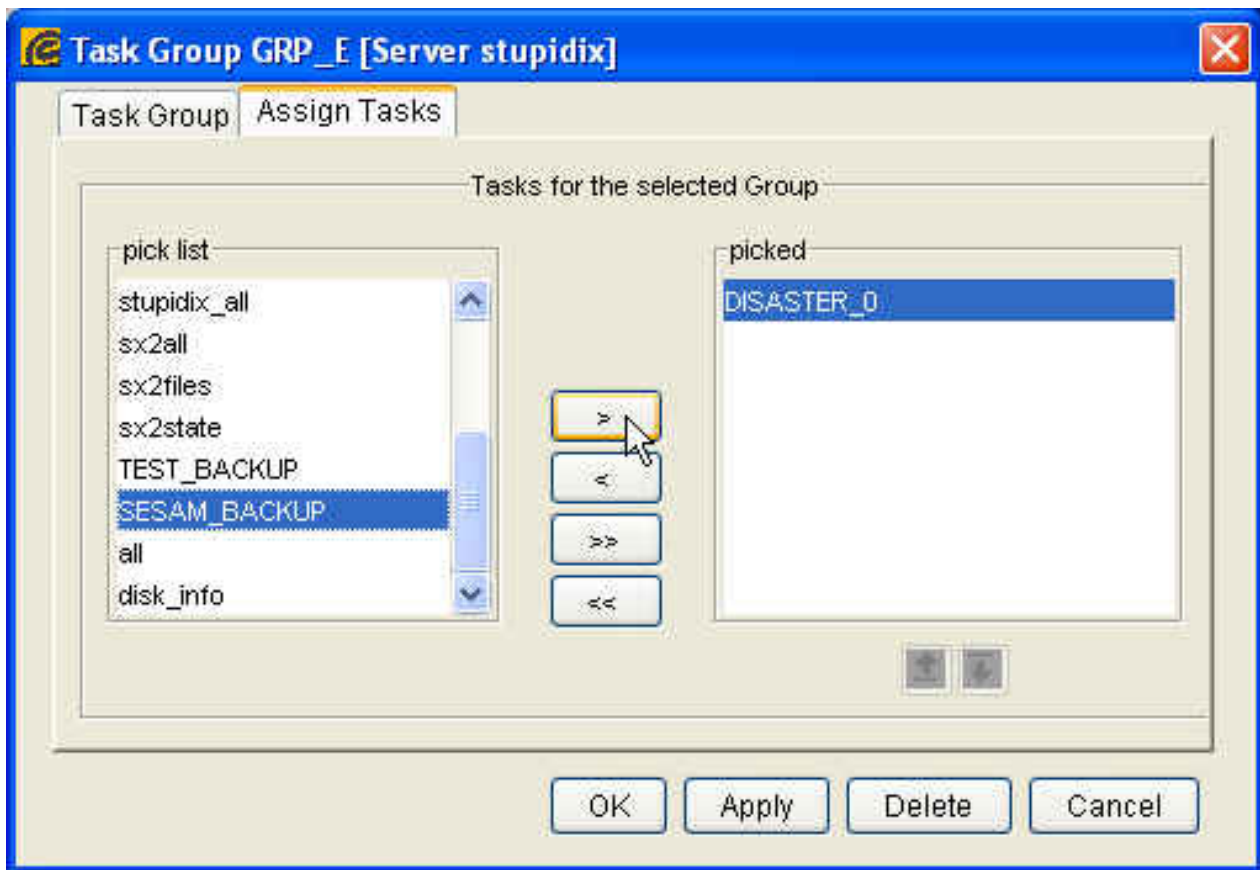 Task Group GRP_E [Server stupidix]
Task Group
Assign Tasks
Tasks for the selected Group
pick list
stupidix_all
sx2all
sx2files
sx2state
TEST_BACKUP
SESAM_BACKUP
all
disk_info
>
<
>>
<<
picked
DISASTER_0
OK
Apply
Delete
Cancel